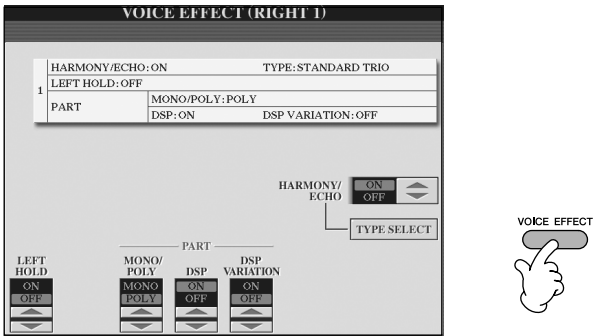 VOICE EFFECT (RIGHT 1)
HARMONY/ECHO: ON TYPE: STANDARD TRIO
1
LEFT HOLD: OFF
PART
MONO/POLY: POLY
DSP: ON DSP VARIATION: OFF
HARMONY/
ECHO
ON
OFF
TYPE SELECT
VOICE EFFECT
PART
LEFT
HOLD
ON
OFF
MONO/
POLY
MONO
POLY
DSP
ON
OFF
DSP
VARIATION
ON
OFF